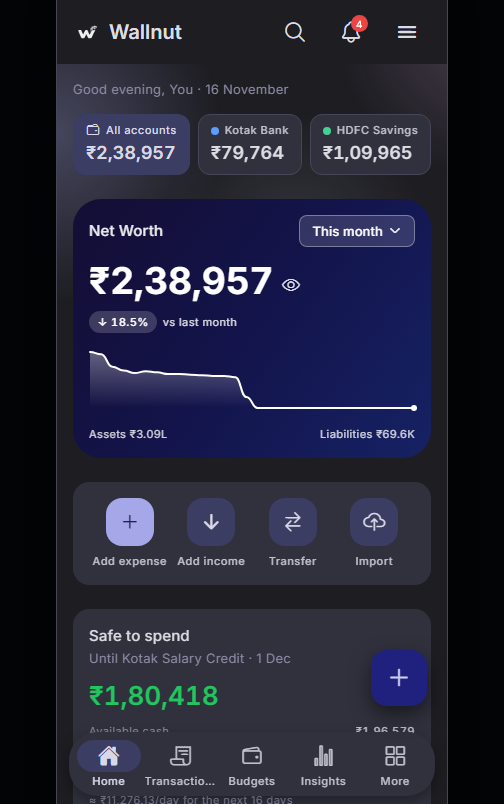 Wallnut
4
Good evening, You · 16 November
All accounts
₹2,38,957
Kotak Bank
₹79,764
HDFC Savings
₹1,09,965
Net Worth
This month
₹2,38,957
↓ 18.5% vs last month
Assets ₹3.09L
Liabilities ₹69.6K
Add expense
Add income
Transfer
Import
Safe to spend
Until Kotak Salary Credit · 1 Dec
₹1,80,418
Available cash
₹1,96,579
Home
Transactio...
Budgets
Insights
More
≈ ₹11,276.13/day for the next 16 days